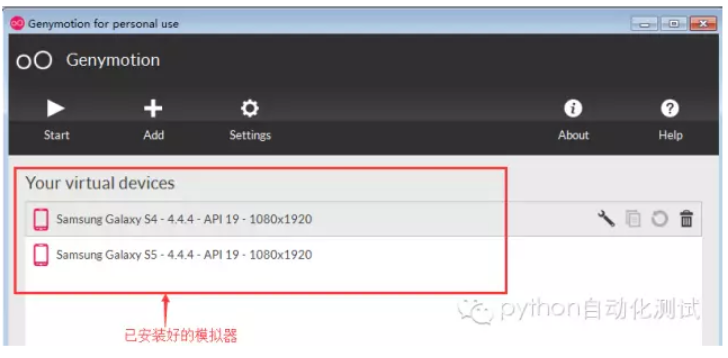 Genymotion for personal use
Genymotion
Start Add Settings About Help
Your virtual devices
Samsung Galaxy S4 - 4.4.4 - API 19 - 1080x1920
Samsung Galaxy S5 - 4.4.4 - API 19 - 1080x1920
python自动化测试
已安装好的模拟器